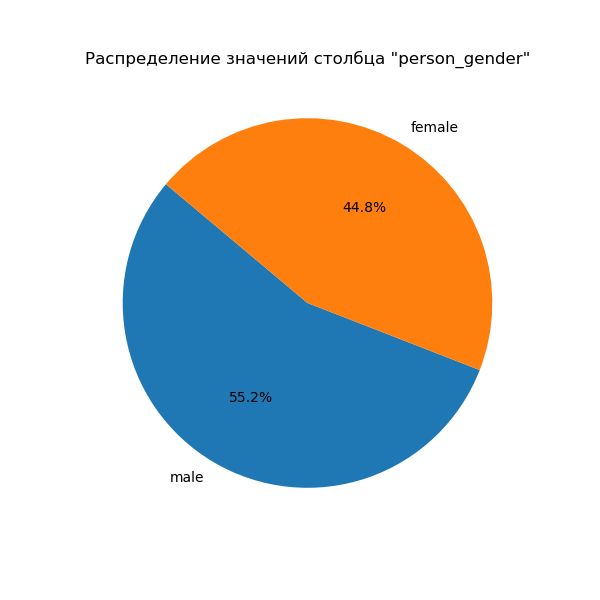 Распределение значений столбца "person_gender"
female
44.8%
55.2%
male